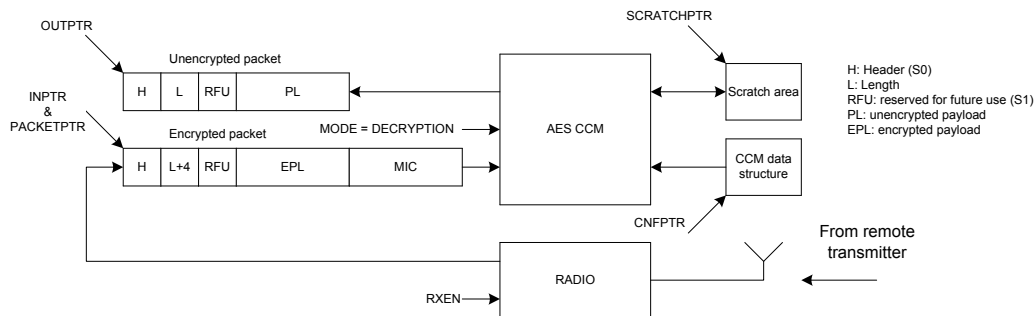 OUTPTR
SCRATCHPTR
Unencrypted packet
H L RFU PL
INPTR
&
PACKETPTR
Encrypted packet
H L+4 RFU EPL MIC
MODE = DECRYPTION
AES CCM
Scratch area
CCM data
structure
CNFPTR
H: Header (S0)
L: Length
RFU: reserved for future use (S1)
PL: unencrypted payload
EPL: encrypted payload
From remote
transmitter
RADIO
RXEN